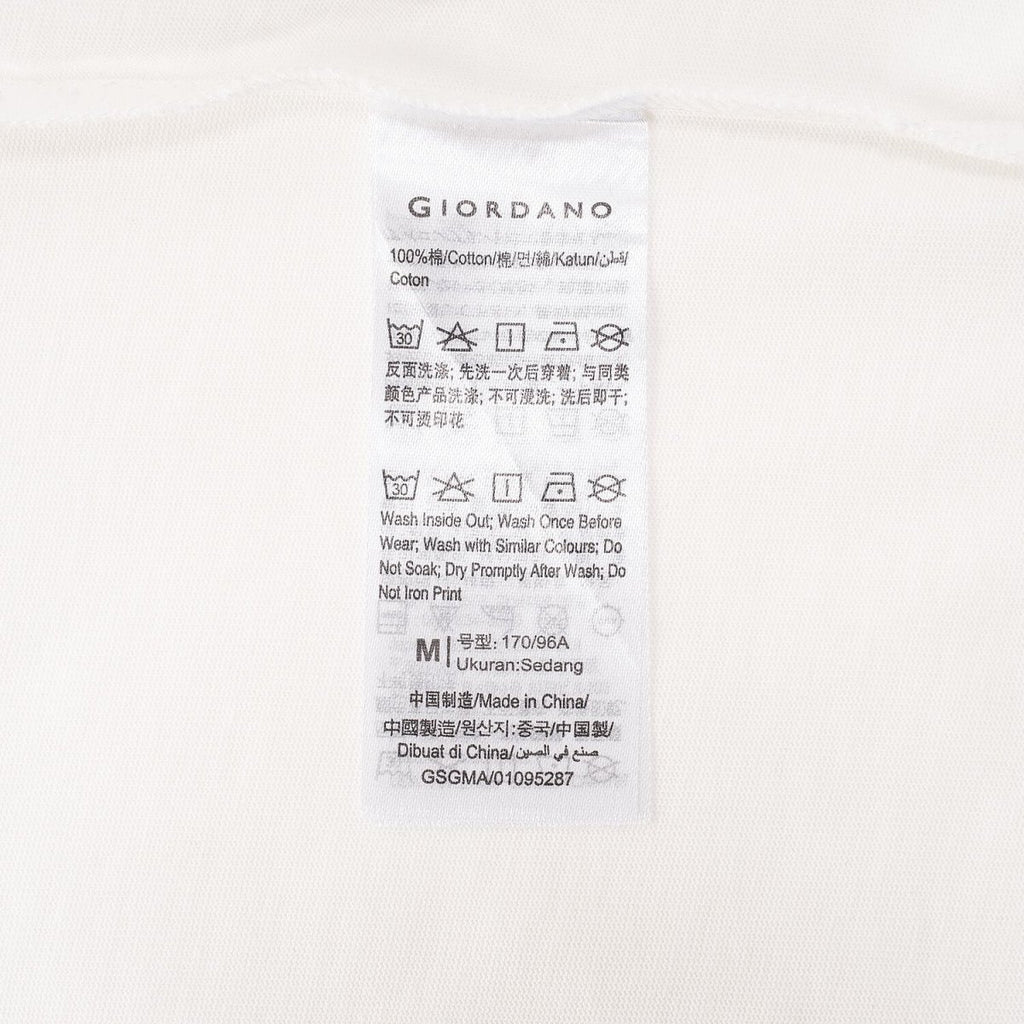 GIORDANO
100%棉/Cotton/棉/면/綿/Katun/قطن/
Coton
30
反面洗涤; 先洗一次后穿着; 与同类
颜色产品洗涤; 不可浸洗; 洗后即干;
不可烫印花
30
Wash Inside Out; Wash Once Before
Wear; Wash with Similar Colours; Do
Not Soak; Dry Promptly After Wash; Do
Not Iron Print
M| 号型: 170/96A
Ukuran:Sedang
中国制造/Made in China/
中國製造/원산지:중국/中国製/
Dibuat di China/صنع في الصين
GSGMA/01095287